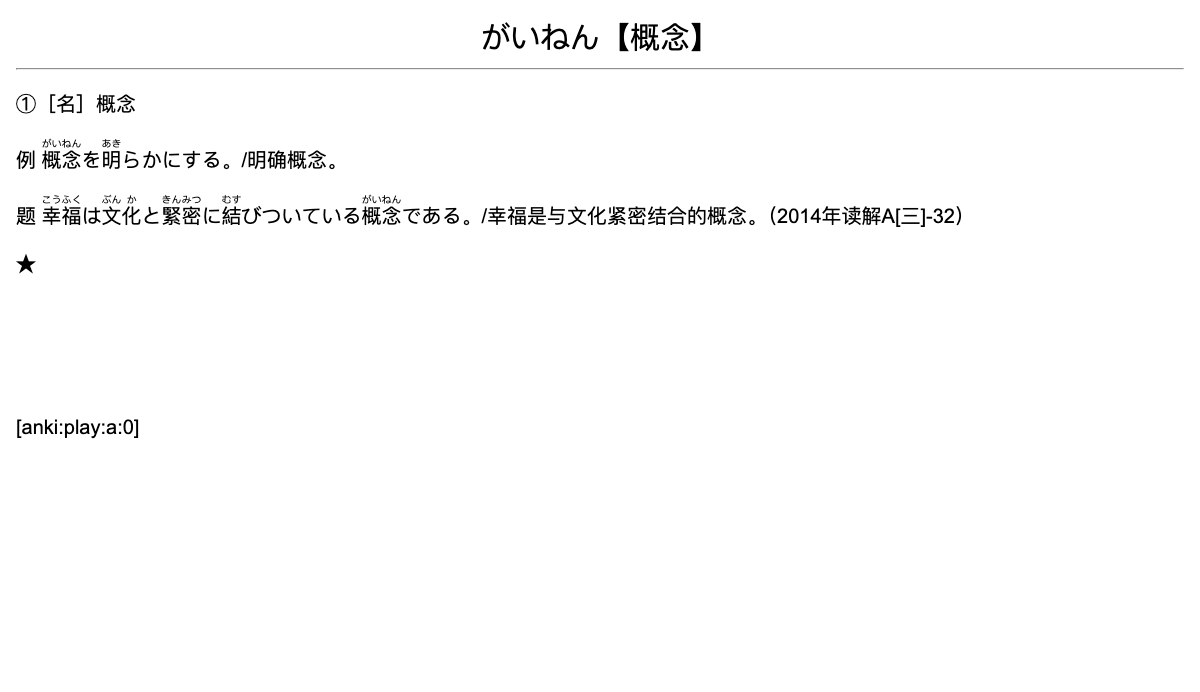 がいねん【概念】
①［名］概念
がいねん あき
例 概念を明らかにする。/明确概念。
こうふく ぶん か きんみつ むす がいねん
题 幸福は文化と緊密に結びついている概念である。/幸福是与文化紧密结合的概念。（2014年读解A[三]-32）
★
[anki:play:a:0]